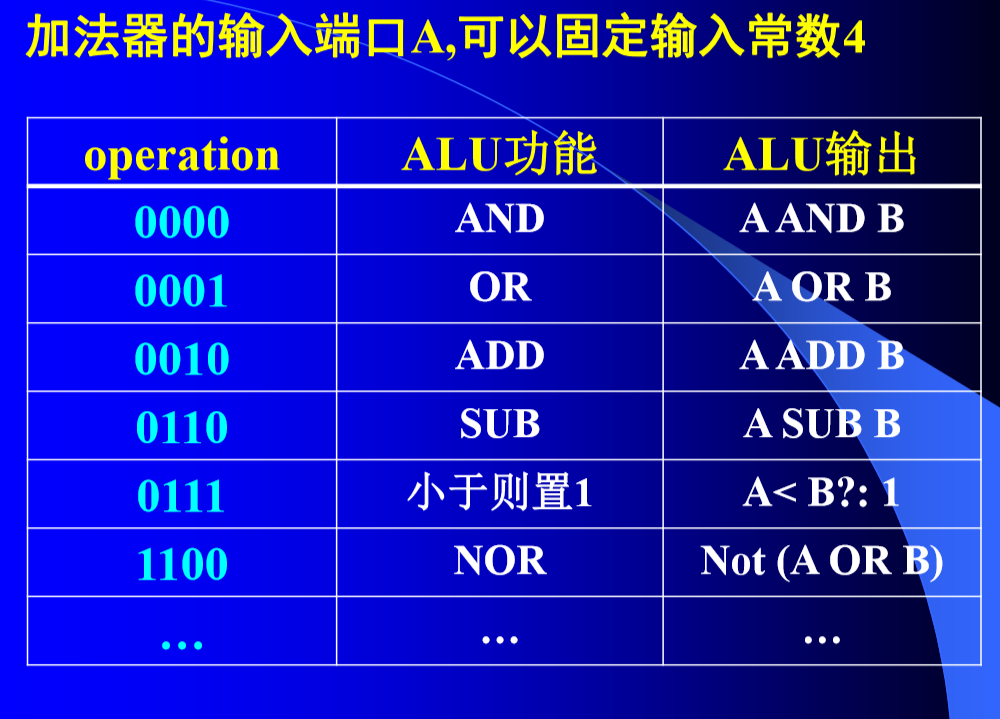 加法器的输入端口A,可以固定输入常数4
operation ALU功能 ALU输出
0000 AND A AND B
0001 OR A OR B
0010 ADD A ADD B
0110 SUB A SUB B
0111 小于则置1 A< B?: 1
1100 NOR Not (A OR B)
… … …